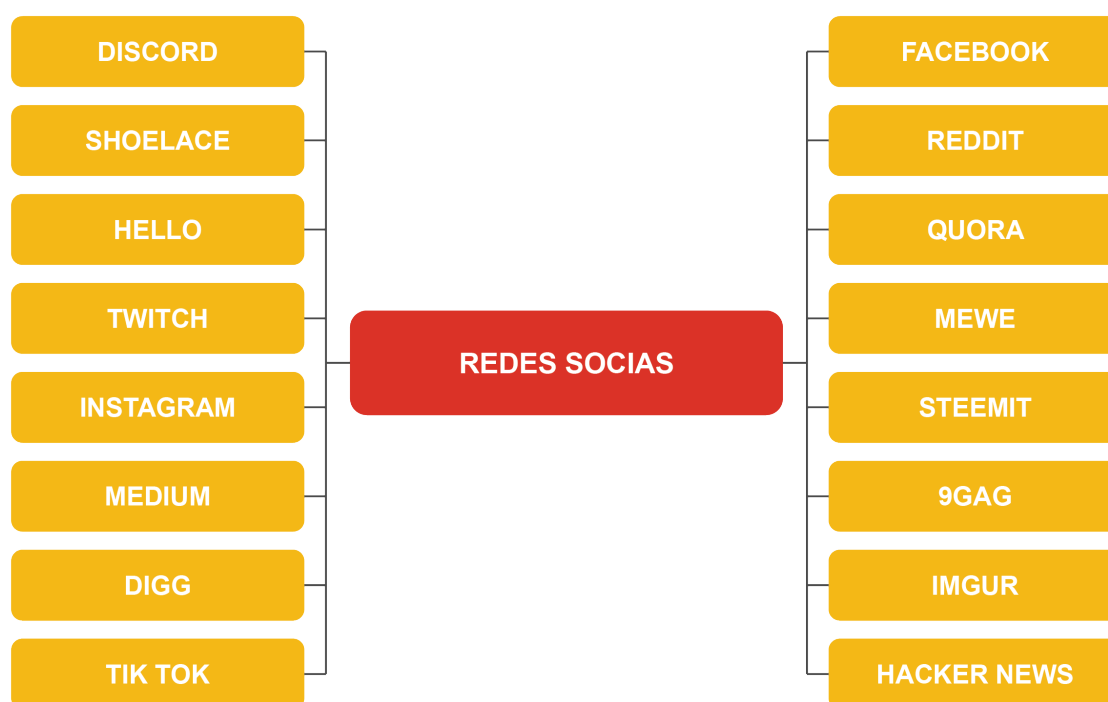 DISCORD
SHOELACE
HELLO
TWITCH
INSTAGRAM
MEDIUM
DIGG
TIK TOK
REDES SOCIAS
FACEBOOK
REDDIT
QUORA
MEWE
STEEMIT
9GAG
IMGUR
HACKER NEWS